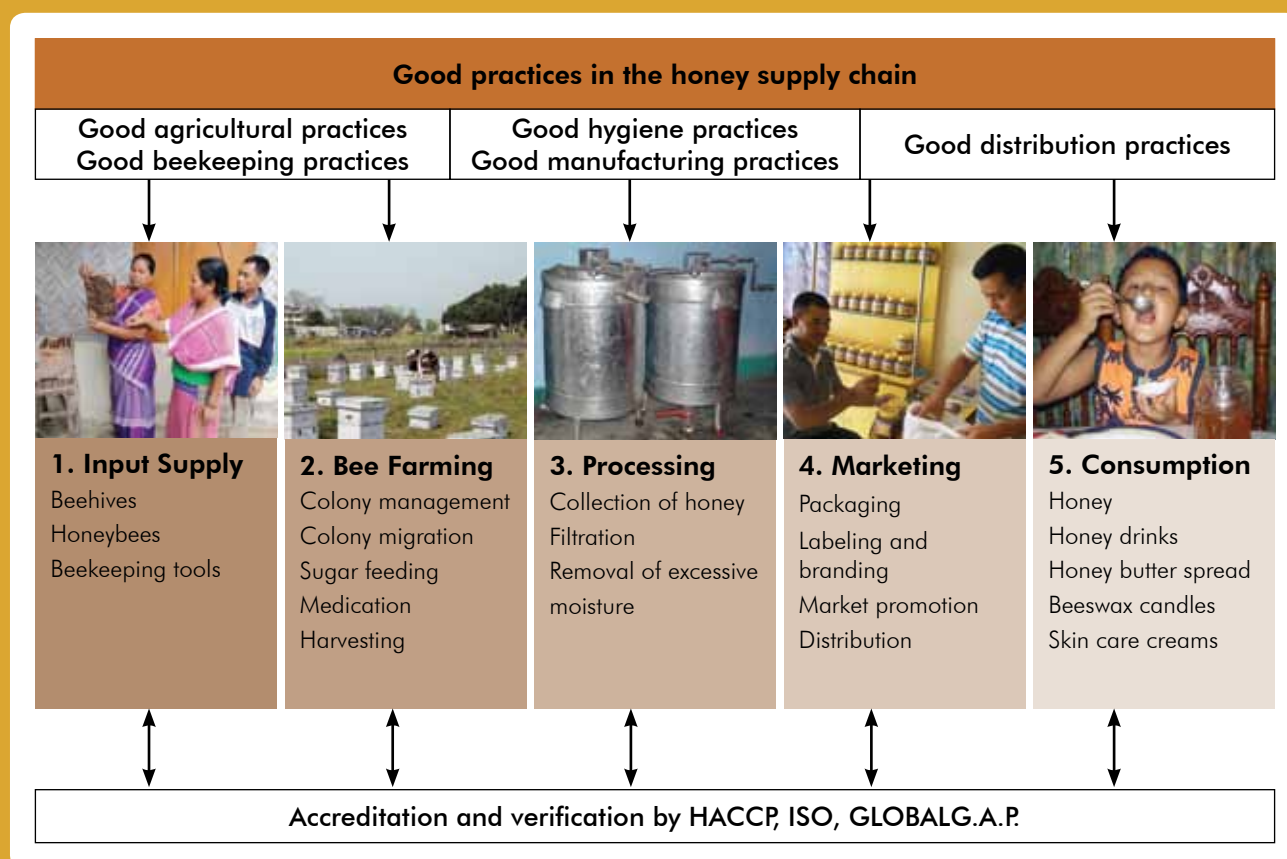 Good practices in the honey supply chain
Good agricultural practices
Good beekeeping practices
Good hygiene practices
Good manufacturing practices
Good distribution practices
1. Input Supply
Beehives
Honeybees
Beekeeping tools
2. Bee Farming
Colony management
Colony migration
Sugar feeding
Medication
Harvesting
3. Processing
Collection of honey
Filtration
Removal of excessive
moisture
4. Marketing
Packaging
Labeling and
branding
Market promotion
Distribution
5. Consumption
Honey
Honey drinks
Honey butter spread
Beeswax candles
Skin care creams
Accreditation and verification by HACCP, ISO, GLOBALG.A.P.